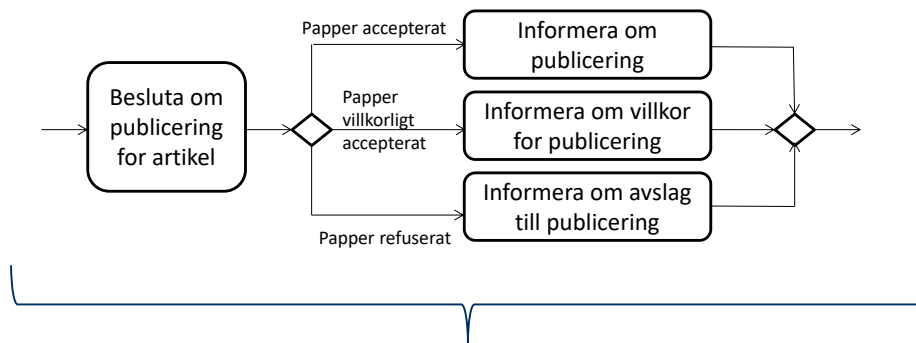 Besluta om
publicering
for artikel
Papper accepterat
Informera om
publicering
Papper
villkorligt
accepterat
Informera om villkor
for publicering
Papper refuserat
Informera om avslag
till publicering